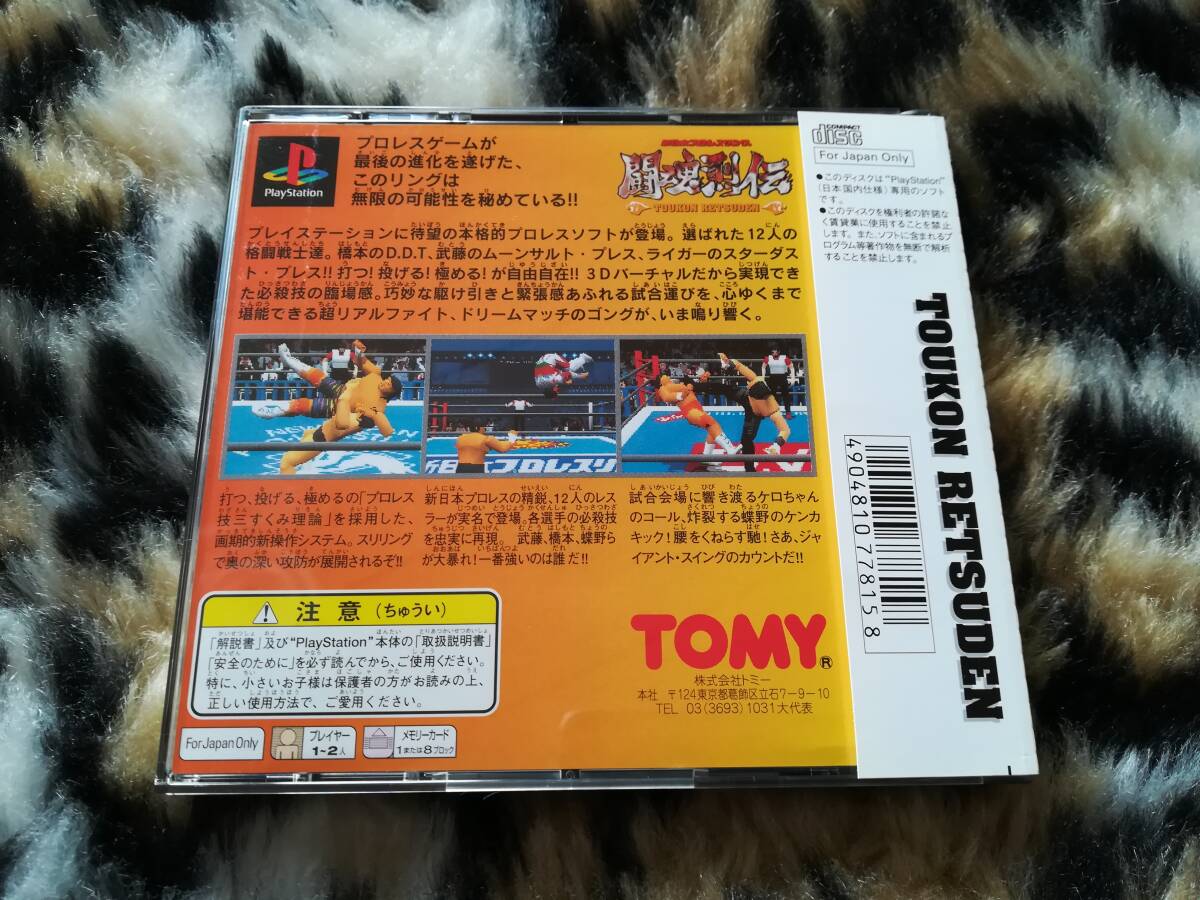 PlayStation
プロレスゲームが
最後の進化を遂げた、
このリングは
無限の可能性を秘めている!!
新日本プロレスリング
闘魂烈伝
TOUKON RETSUDEN
プレイステーションに待望の本格的プロレスソフトが登場。選ばれた12人の
格闘戦士達。橋本のD.D.T、武藤のムーンサルト・プレス、ライガーのスターダス
ト・プレス!!打つ!投げる!極める!が自由自在!!3Dバーチャルだから実現でき
た必殺技の臨場感。巧妙な駆け引きと緊張感あふれる試合運びを、心ゆくまで
堪能できる超リアルファイト、ドリームマッチのゴングが、いま鳴り響く。
打つ、投げる、極めるの「プロレス
技三すくみ理論」を採用した、
画期的新操作システム。スリリング
で奥の深い攻防が展開されるぞ!!
新日本プロレスの精鋭、12人のレス
ラーが実名で登場。各選手の必殺技
を忠実に再現。武藤、橋本、蝶野ら
が大暴れ!一番強いのは誰だ!!
試合会場に響き渡るケロちゃん
のコール、炸裂する蝶野のケンカ
キック!腰をくねらす馳!さあ、ジャ
イアント・スイングのカウントだ!!
注意(ちゅうい)
「解説書」及び"PlayStation"本体の「取扱説明書」
「安全のために」を必ず読んでから、ご使用ください。
特に、小さいお子様は保護者の方がお読みの上、
正しい使用方法で、ご愛用ください。
For Japan Only
プレイヤー
1~2人
メモリーカード
1または8ブロック
TOMY®
株式会社トミー
本社 〒124東京都葛飾区立石7-9-10
TEL 03(3693)1031大代表
COMPACT
disc
For Japan Only
●このディスクは"PlayStation"
(日本国内仕様)専用のソフト
です。
●このディスクを権利者の許諾な
く賃貸業に使用することを禁止
します。また、ソフトに含まれるプ
ログラム等著作物を無断で解析
することを禁止します。
TOUKON RETSUDEN
4904810778158